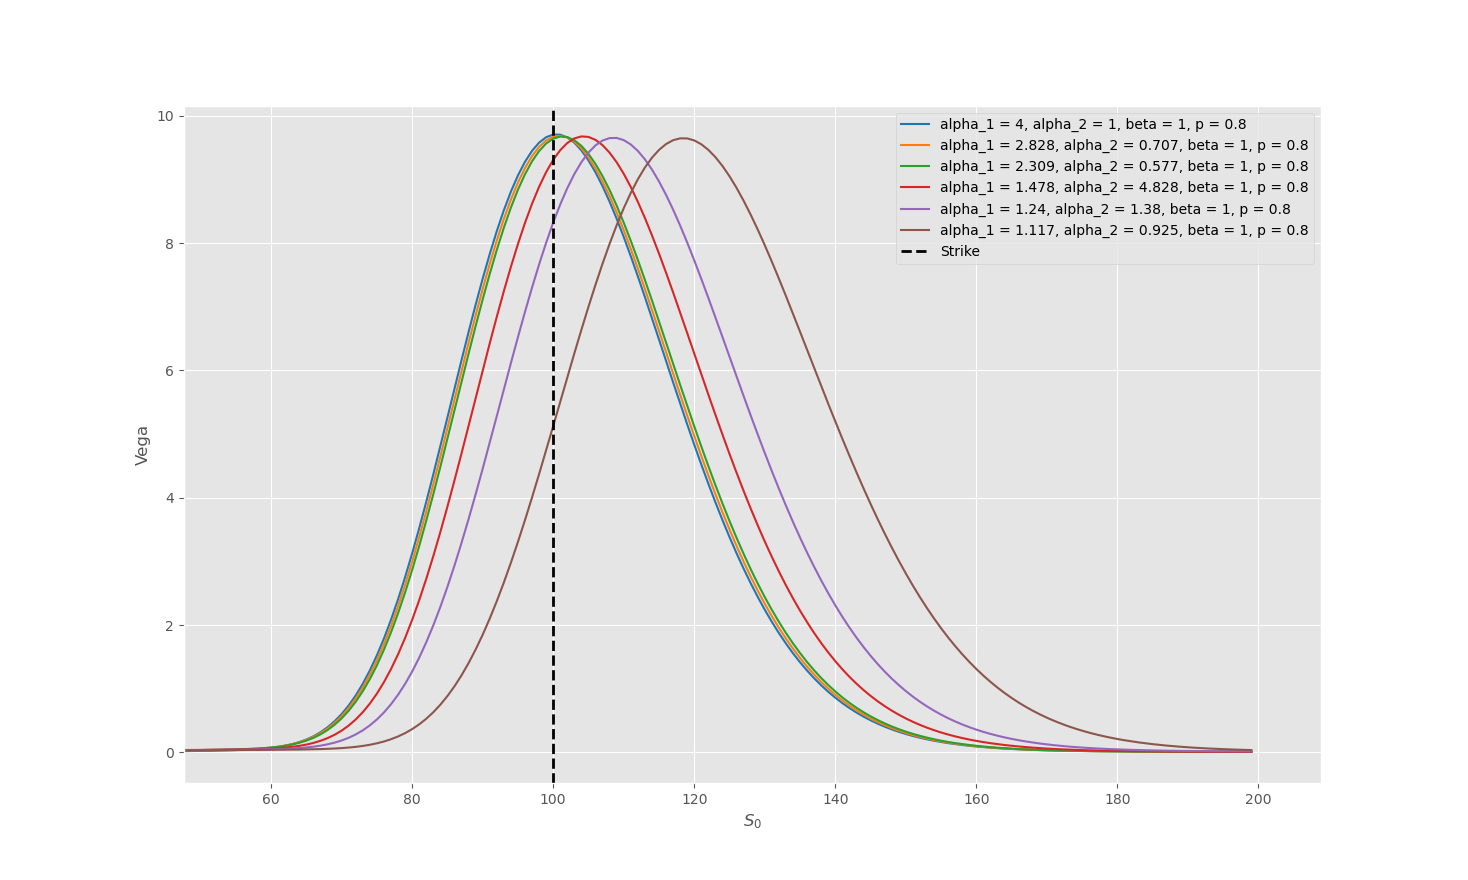 10
8
6
4
2
0
Vega
60 80 100 120 140 160 180 200
S₀
alpha_1 = 4, alpha_2 = 1, beta = 1, p = 0.8
alpha_1 = 2.828, alpha_2 = 0.707, beta = 1, p = 0.8
alpha_1 = 2.309, alpha_2 = 0.577, beta = 1, p = 0.8
alpha_1 = 1.478, alpha_2 = 4.828, beta = 1, p = 0.8
alpha_1 = 1.24, alpha_2 = 1.38, beta = 1, p = 0.8
alpha_1 = 1.117, alpha_2 = 0.925, beta = 1, p = 0.8
Strike